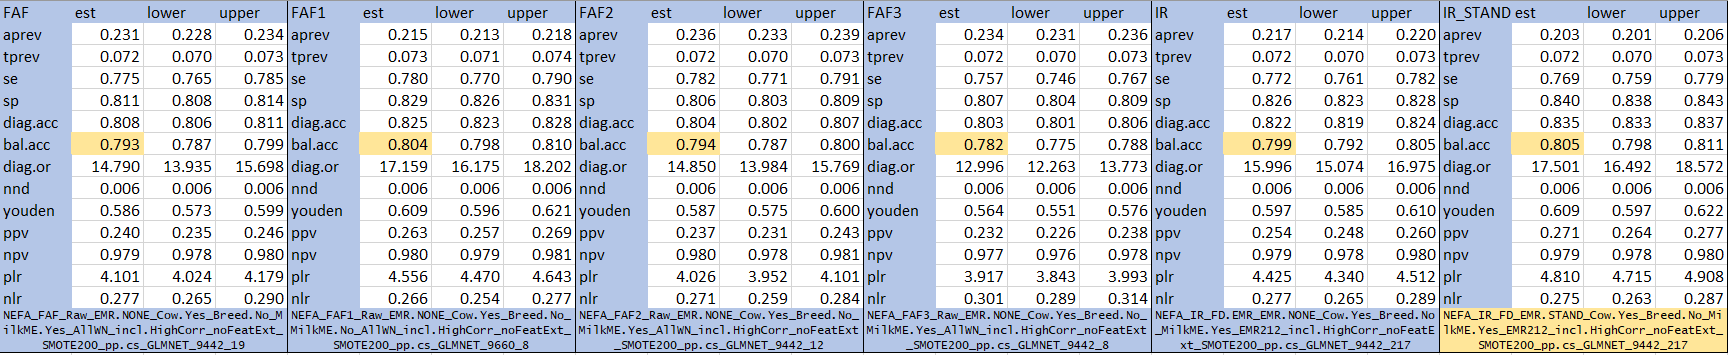 FAF est lower upper FAF1 est lower upper FAF2 est lower upper FAF3 est lower upper IR est lower upper IR_STAND est lower upper
aprev 0.231 0.228 0.234 aprev 0.215 0.213 0.218 aprev 0.236 0.233 0.239 aprev 0.234 0.231 0.236 aprev 0.217 0.214 0.220 aprev 0.203 0.201 0.206
tprev 0.072 0.070 0.073 tprev 0.073 0.071 0.074 tprev 0.072 0.070 0.073 tprev 0.072 0.070 0.073 tprev 0.072 0.070 0.073 tprev 0.072 0.070 0.073
se 0.775 0.765 0.785 se 0.780 0.770 0.790 se 0.782 0.771 0.791 se 0.757 0.746 0.767 se 0.772 0.761 0.782 se 0.769 0.759 0.779
sp 0.811 0.808 0.814 sp 0.829 0.826 0.831 sp 0.806 0.803 0.809 sp 0.807 0.804 0.809 sp 0.826 0.823 0.828 sp 0.840 0.838 0.843
diag.acc 0.808 0.806 0.811 diag.acc 0.825 0.823 0.828 diag.acc 0.804 0.802 0.807 diag.acc 0.803 0.801 0.806 diag.acc 0.822 0.819 0.824 diag.acc 0.835 0.833 0.837
bal.acc 0.793 0.787 0.799 bal.acc 0.804 0.798 0.810 bal.acc 0.794 0.787 0.800 bal.acc 0.782 0.775 0.788 bal.acc 0.799 0.792 0.805 bal.acc 0.805 0.798 0.811
diag.or 14.790 13.935 15.698 diag.or 17.159 16.175 18.202 diag.or 14.850 13.984 15.769 diag.or 12.996 12.263 13.773 diag.or 15.996 15.074 16.975 diag.or 17.501 16.492 18.572
nnd 0.006 0.006 0.006 nnd 0.006 0.006 0.006 nnd 0.006 0.006 0.006 nnd 0.006 0.006 0.006 nnd 0.006 0.006 0.006 nnd 0.006 0.006 0.006
youden 0.586 0.573 0.599 youden 0.609 0.596 0.621 youden 0.587 0.575 0.600 youden 0.564 0.551 0.576 youden 0.597 0.585 0.610 youden 0.609 0.597 0.622
ppv 0.240 0.235 0.246 ppv 0.263 0.257 0.269 ppv 0.237 0.231 0.243 ppv 0.232 0.226 0.238 ppv 0.254 0.248 0.260 ppv 0.271 0.264 0.277
npv 0.979 0.978 0.980 npv 0.980 0.979 0.981 npv 0.980 0.978 0.981 npv 0.977 0.976 0.978 npv 0.979 0.978 0.980 npv 0.979 0.978 0.980
plr 4.101 4.024 4.179 plr 4.556 4.470 4.643 plr 4.026 3.952 4.101 plr 3.917 3.843 3.993 plr 4.425 4.340 4.512 plr 4.810 4.715 4.908
nlr 0.277 0.265 0.290 nlr 0.266 0.254 0.277 nlr 0.271 0.259 0.284 nlr 0.301 0.289 0.314 nlr 0.277 0.265 0.289 nlr 0.275 0.263 0.287
NEFA_FAF_Raw_EMR.NONE_Cow.Yes_Breed.No_M
ilkME.Yes_AllWN_incl.HighCorr_noFeatExt_
SMOTE200_pp.cs_GLMNET_9442_19
NEFA_FAF1_Raw_EMR.NONE_Cow.Yes_Breed.No_
MilkME.No_AllWN_incl.HighCorr_noFeatExt_
SMOTE200_pp.cs_GLMNET_9660_8
NEFA_FAF2_Raw_EMR.NONE_Cow.Yes_Breed.No_
MilkME.Yes_AllWN_incl.HighCorr_noFeatExt
_SMOTE200_pp.cs_GLMNET_9442_12
NEFA_FAF3_Raw_EMR.NONE_Cow.Yes_Breed.No_
MilkME.Yes_AllWN_incl.HighCorr_noFeatExt
_SMOTE200_pp.cs_GLMNET_9442_8
NEFA_IR_FD.EMR_EMR.NONE_Cow.Yes_Breed.No
_MilkME.Yes_EMR212_incl.HighCorr_noFeatE
xt_SMOTE200_pp.cs_GLMNET_9442_217
NEFA_IR_FD_EMR.STAND_Cow.Yes_Breed.No_Mi
lkME.Yes_EMR212_incl.HighCorr_noFeatExt_
SMOTE200_pp.cs_GLMNET_9442_217